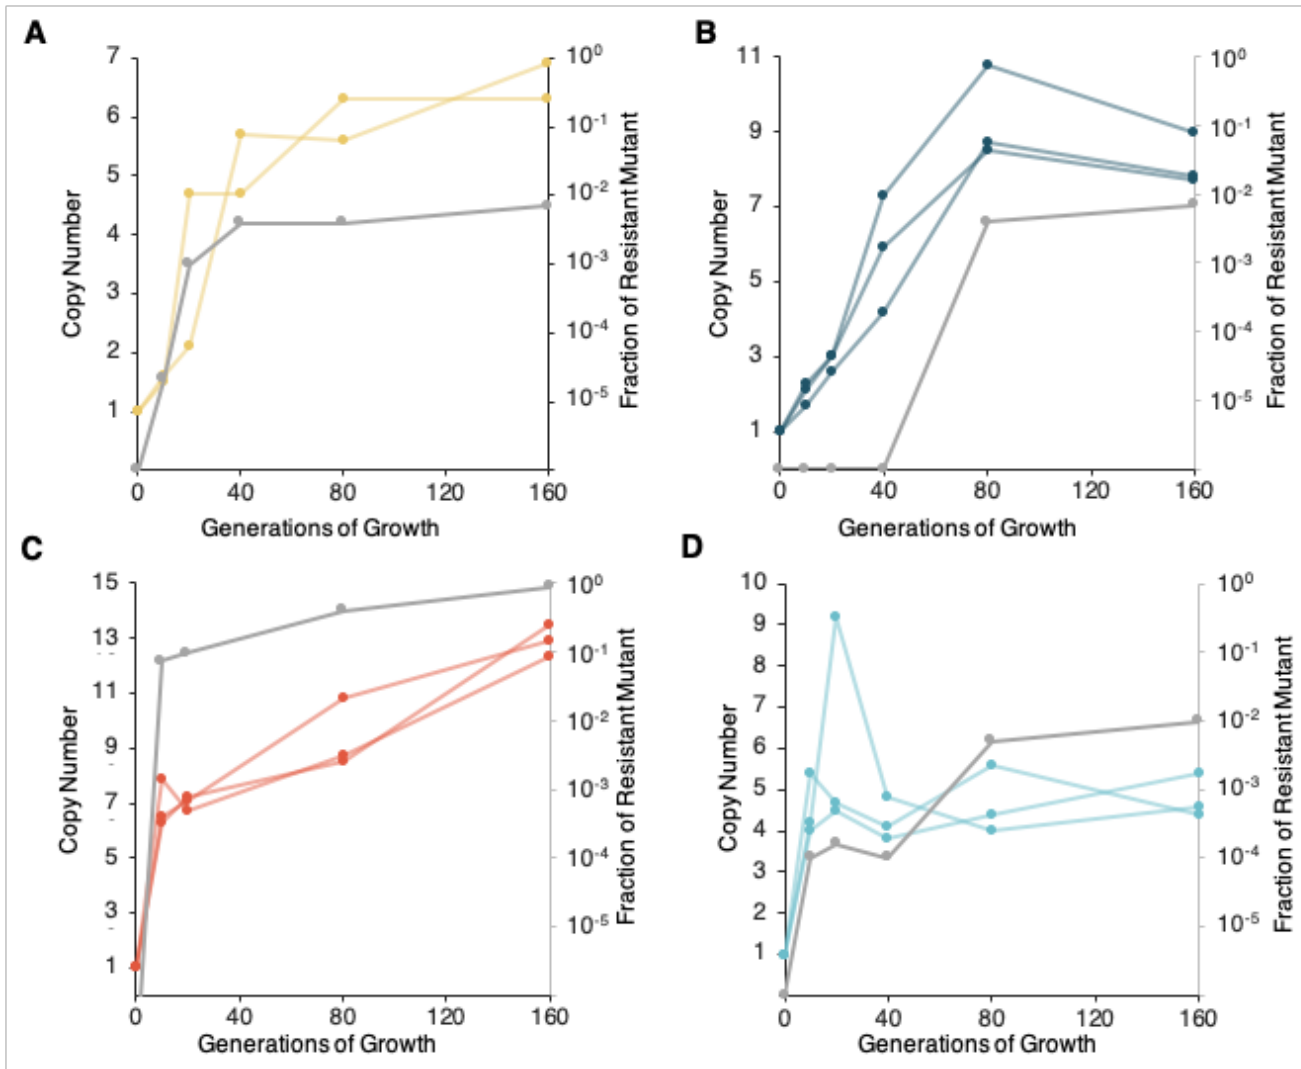 A
7
6
5
4
3
2
1
Copy Number
10⁰
10⁻¹
10⁻²
10⁻³
10⁻⁴
10⁻⁵
Fraction of Resistant Mutant
0 40 80 120 160
Generations of Growth
B
11
9
7
5
3
1
Copy Number
10⁰
10⁻¹
10⁻²
10⁻³
10⁻⁴
10⁻⁵
Fraction of Resistant Mutant
0 40 80 120 160
Generations of Growth
C
15
13
11
9
7
5
3
1
Copy Number
10⁰
10⁻¹
10⁻²
10⁻³
10⁻⁴
10⁻⁵
Fraction of Resistant Mutant
0 40 80 120 160
Generations of Growth
D
10
9
8
7
6
5
4
3
2
1
Copy Number
10⁰
10⁻¹
10⁻²
10⁻³
10⁻⁴
10⁻⁵
Fraction of Resistant Mutant
0 40 80 120 160
Generations of Growth